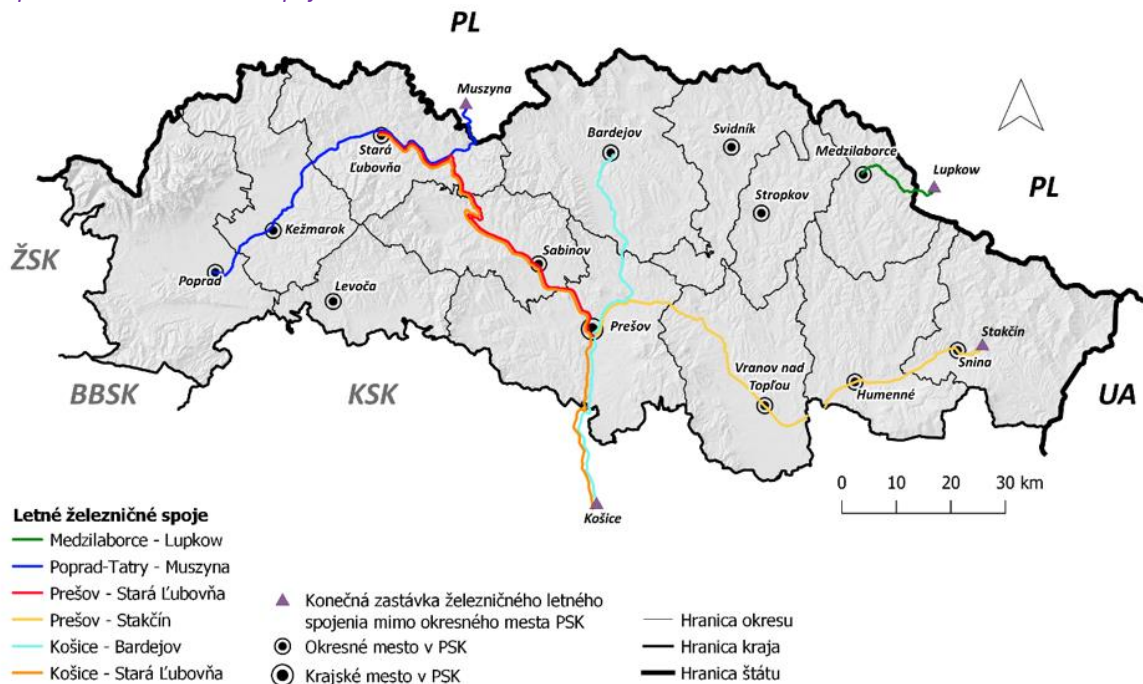 PL
Muszyna
Bardejov
Svidník
Stará
Ľubovňa
Medzilaborce
Lupkow
PL
Stropkov
Kežmarok
ŽSK
Sabinov
Poprad
Levoča
Prešov
Stakčín
Snina
Vranov nad
Topľou
Humenné
BBSK
KSK
UA
0 10 20 30 km
Košice
Letné železničné spoje
Medzilaborce - Lupkow
Poprad-Tatry - Muszyna
Prešov - Stará Ľubovňa
Prešov - Stakčín
Košice - Bardejov
Košice - Stará Ľubovňa
Konečná zastávka železničného letného
spojenia mimo okresného mesta PSK
Okresné mesto v PSK
Krajské mesto v PSK
Hranica okresu
Hranica kraja
Hranica štátu